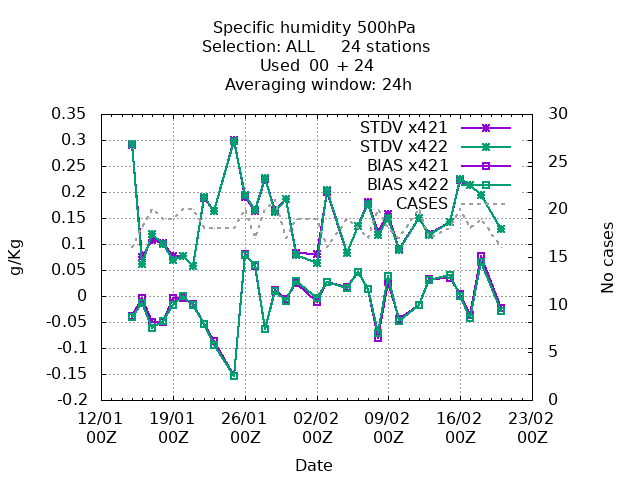 Specific humidity 500hPa
Selection: ALL 24 stations
Used 00 + 24
Averaging window: 24h
0.35
0.3
0.25
0.2
0.15
0.1
0.05
0
-0.05
-0.1
-0.15
-0.2
g/Kg
30
25
20
15
10
5
0
No cases
STDV x421
STDV x422
BIAS x421
BIAS x422
CASES
12/01 19/01 26/01 02/02 09/02 16/02 23/02
00Z 00Z 00Z 00Z 00Z 00Z 00Z
Date